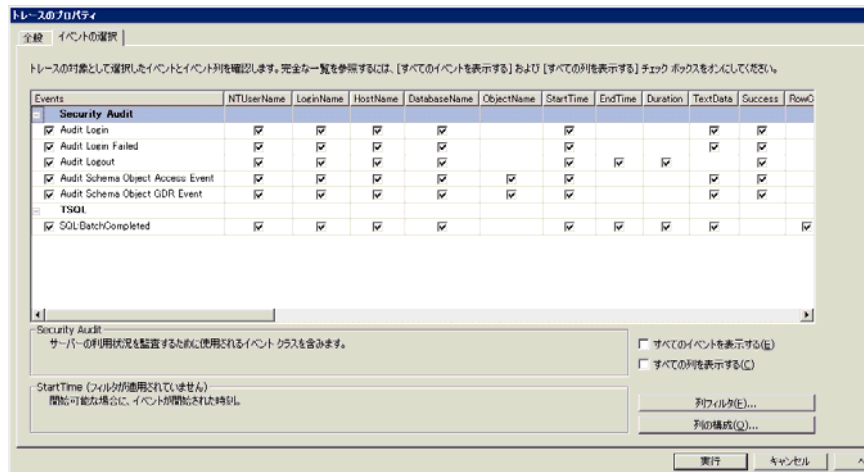 トレースのプロパティ
全般 イベントの選択
トレースの対象として選択したイベントとイベント列を確認します。完全な一覧を参照するには、[すべてのイベントを表示する] および [すべての列を表示する] チェック ボックスをオンにしてください。
Events NTUserName LoginName HostName DatabaseName ObjectName StartTime EndTime Duration TextData Success RowC
Security Audit
Audit Login
Audit Login Failed
Audit Logout
Audit Schema Object Access Event
Audit Schema Object GDR Event
TSQL
SQL:BatchCompleted
Security Audit
サーバーの利用状況を監査するために使用されるイベント クラスを含みます。
すべてのイベントを表示する(E)
すべての列を表示する(C)
StartTime (フィルタが適用されていません)
開始可能な場合に、イベントが開始された時刻。
列フィルタ(F)...
列の構成(O)...
実行 キャンセル ヘ